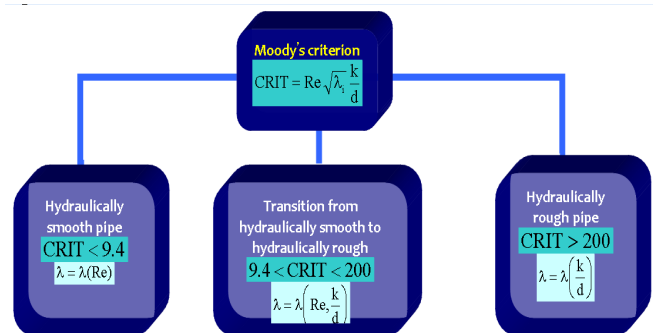 Moody's criterion
CRIT = Re √λᵢ k/d
Hydraulically
smooth pipe
CRIT < 9.4
λ = λ(Re)
Transition from
hydraulically smooth to
hydraulically rough
9.4 < CRIT < 200
λ = λ(Re, k/d)
Hydraulically
rough pipe
CRIT > 200
λ = λ(k/d)